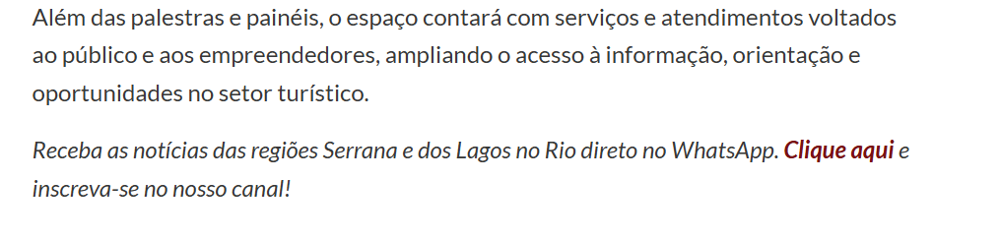 Além das palestras e painéis, o espaço contará com serviços e atendimentos voltados
ao público e aos empreendedores, ampliando o acesso à informação, orientação e
oportunidades no setor turístico.
Receba as notícias das regiões Serrana e dos Lagos no Rio direto no WhatsApp. Clique aqui e
inscreva-se no nosso canal!